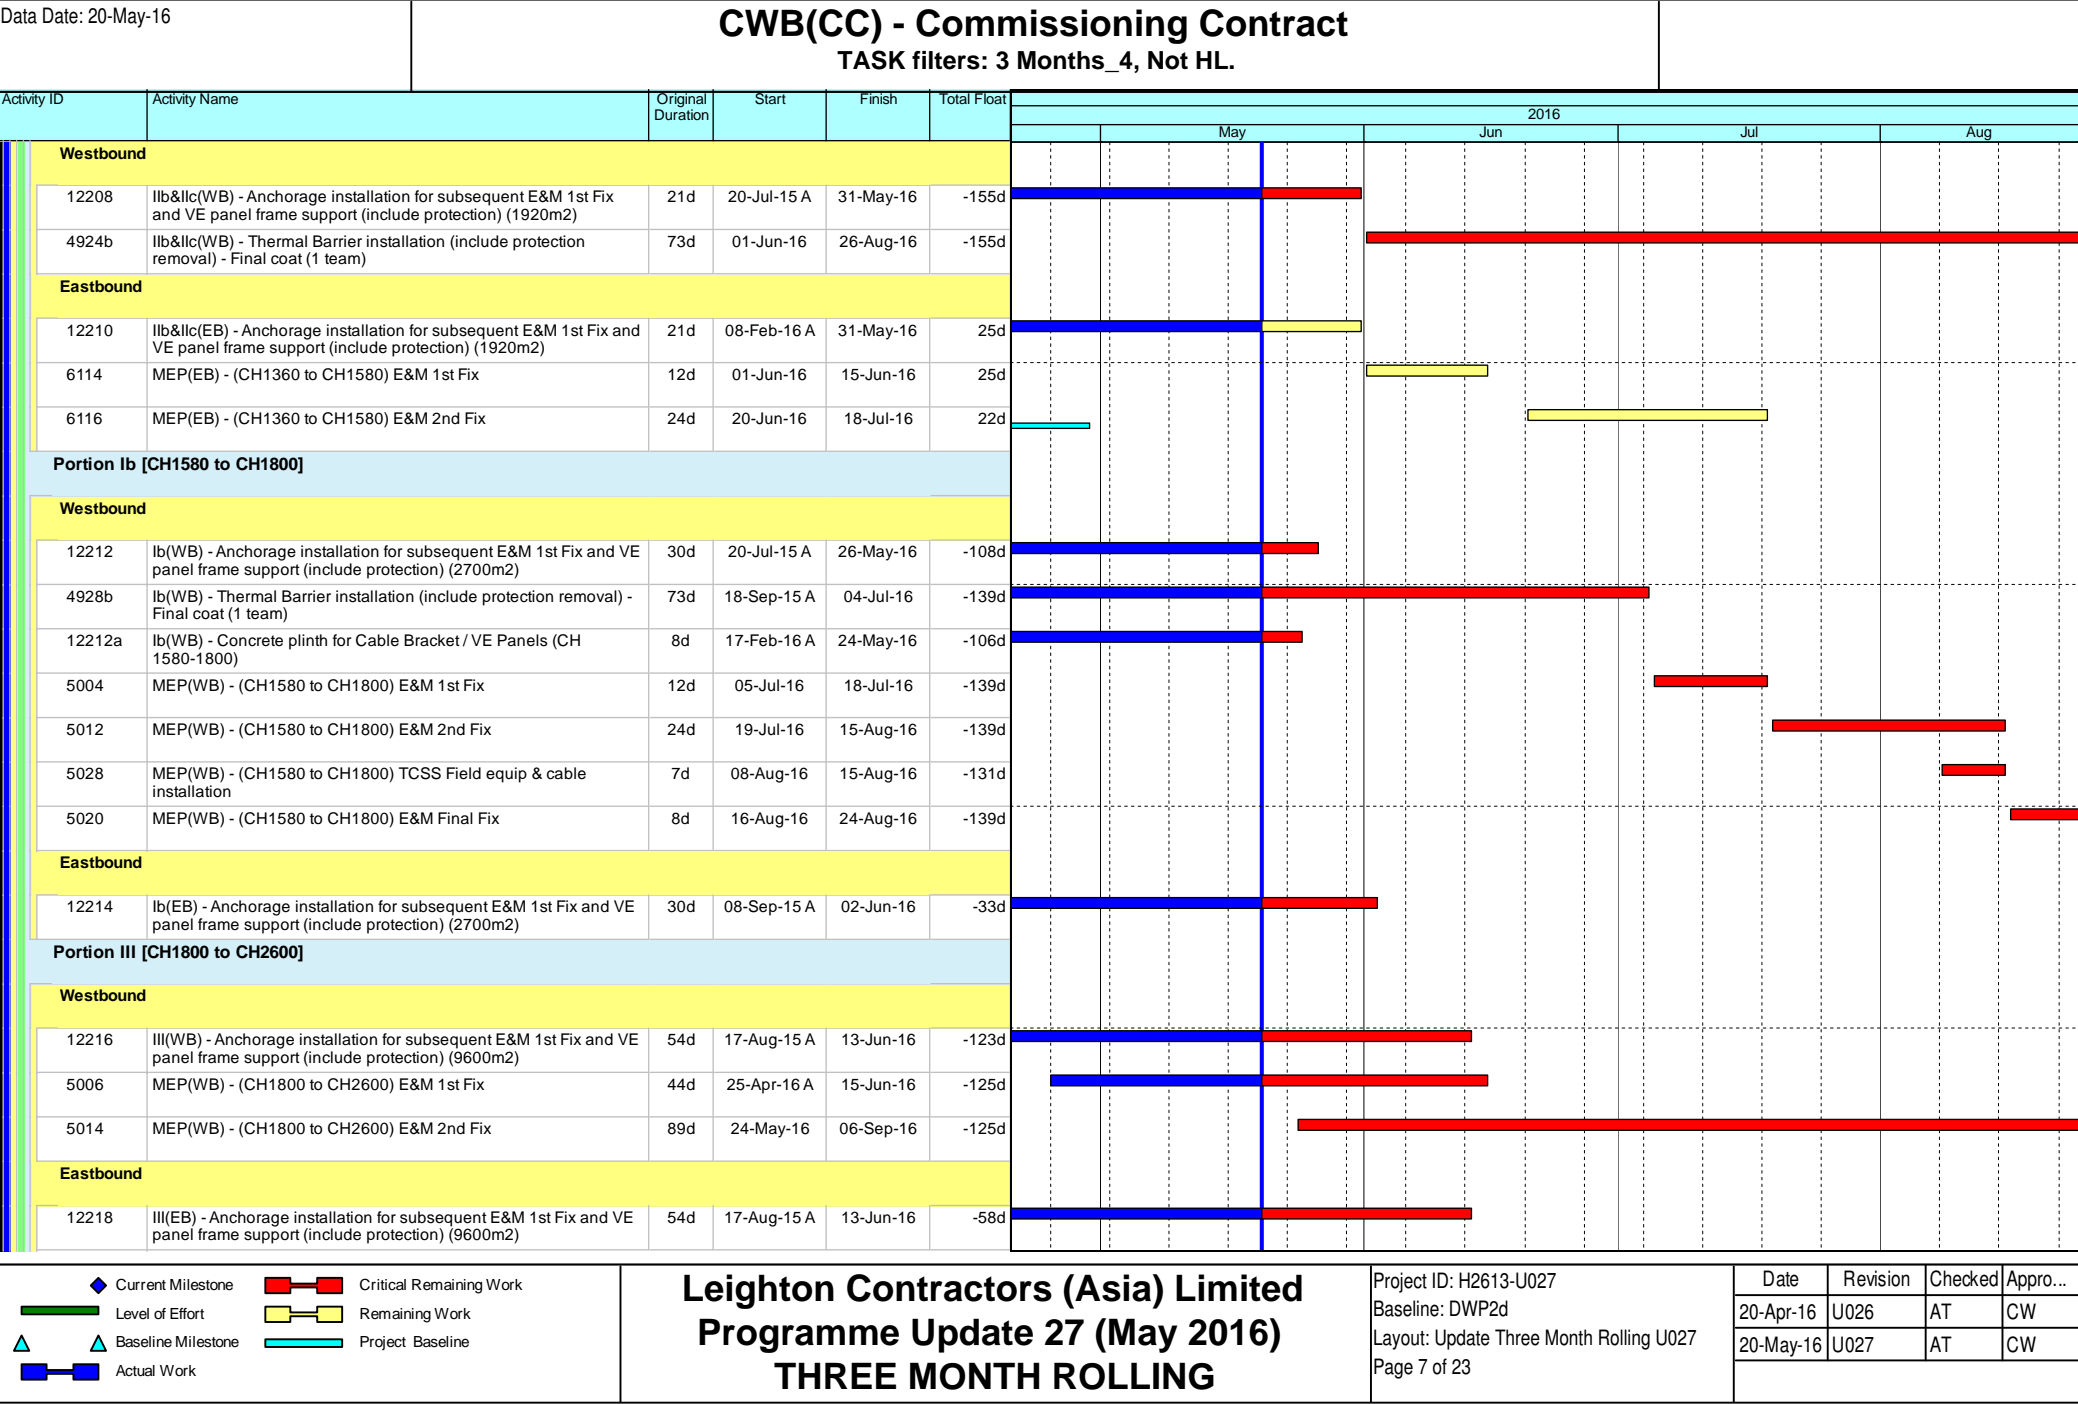 Data Date: 20-May-16
CWB(CC) - Commissioning Contract
TASK filters: 3 Months_4, Not HL.
Activity ID
Activity Name
Original
Duration
Start
Finish
Total Float
2016
May
Jun
Jul
Aug
Westbound
12208
IIb&IIc(WB) - Anchorage installation for subsequent E&M 1st Fix
and VE panel frame support (include protection) (1920m2)
21d
20-Jul-15 A
31-May-16
-155d
4924b
IIb&IIc(WB) - Thermal Barrier installation (include protection
removal) - Final coat (1 team)
73d
01-Jun-16
26-Aug-16
-155d
Eastbound
12210
IIb&IIc(EB) - Anchorage installation for subsequent E&M 1st Fix and
VE panel frame support (include protection) (1920m2)
21d
08-Feb-16 A
31-May-16
25d
6114
MEP(EB) - (CH1360 to CH1580) E&M 1st Fix
12d
01-Jun-16
15-Jun-16
25d
6116
MEP(EB) - (CH1360 to CH1580) E&M 2nd Fix
24d
20-Jun-16
18-Jul-16
22d
Portion Ib [CH1580 to CH1800]
Westbound
12212
Ib(WB) - Anchorage installation for subsequent E&M 1st Fix and VE
panel frame support (include protection) (2700m2)
30d
20-Jul-15 A
26-May-16
-108d
4928b
Ib(WB) - Thermal Barrier installation (include protection removal) -
Final coat (1 team)
73d
18-Sep-15 A
04-Jul-16
-139d
12212a
Ib(WB) - Concrete plinth for Cable Bracket / VE Panels (CH
1580-1800)
8d
17-Feb-16 A
24-May-16
-106d
5004
MEP(WB) - (CH1580 to CH1800) E&M 1st Fix
12d
05-Jul-16
18-Jul-16
-139d
5012
MEP(WB) - (CH1580 to CH1800) E&M 2nd Fix
24d
19-Jul-16
15-Aug-16
-139d
5028
MEP(WB) - (CH1580 to CH1800) TCSS Field equip & cable
installation
7d
08-Aug-16
15-Aug-16
-131d
5020
MEP(WB) - (CH1580 to CH1800) E&M Final Fix
8d
16-Aug-16
24-Aug-16
-139d
Eastbound
12214
Ib(EB) - Anchorage installation for subsequent E&M 1st Fix and VE
panel frame support (include protection) (2700m2)
30d
08-Sep-15 A
02-Jun-16
-33d
Portion III [CH1800 to CH2600]
Westbound
12216
III(WB) - Anchorage installation for subsequent E&M 1st Fix and VE
panel frame support (include protection) (9600m2)
54d
17-Aug-15 A
13-Jun-16
-123d
5006
MEP(WB) - (CH1800 to CH2600) E&M 1st Fix
44d
25-Apr-16 A
15-Jun-16
-125d
5014
MEP(WB) - (CH1800 to CH2600) E&M 2nd Fix
89d
24-May-16
06-Sep-16
-125d
Eastbound
12218
III(EB) - Anchorage installation for subsequent E&M 1st Fix and VE
panel frame support (include protection) (9600m2)
54d
17-Aug-15 A
13-Jun-16
-58d
Current Milestone
Critical Remaining Work
Level of Effort
Remaining Work
Baseline Milestone
Project Baseline
Actual Work
Leighton Contractors (Asia) Limited
Programme Update 27 (May 2016)
THREE MONTH ROLLING
Project ID: H2613-U027
Baseline: DWP2d
Layout: Update Three Month Rolling U027
Page 7 of 23
Date
Revision
Checked
Appro...
20-Apr-16
U026
AT
CW
20-May-16
U027
AT
CW